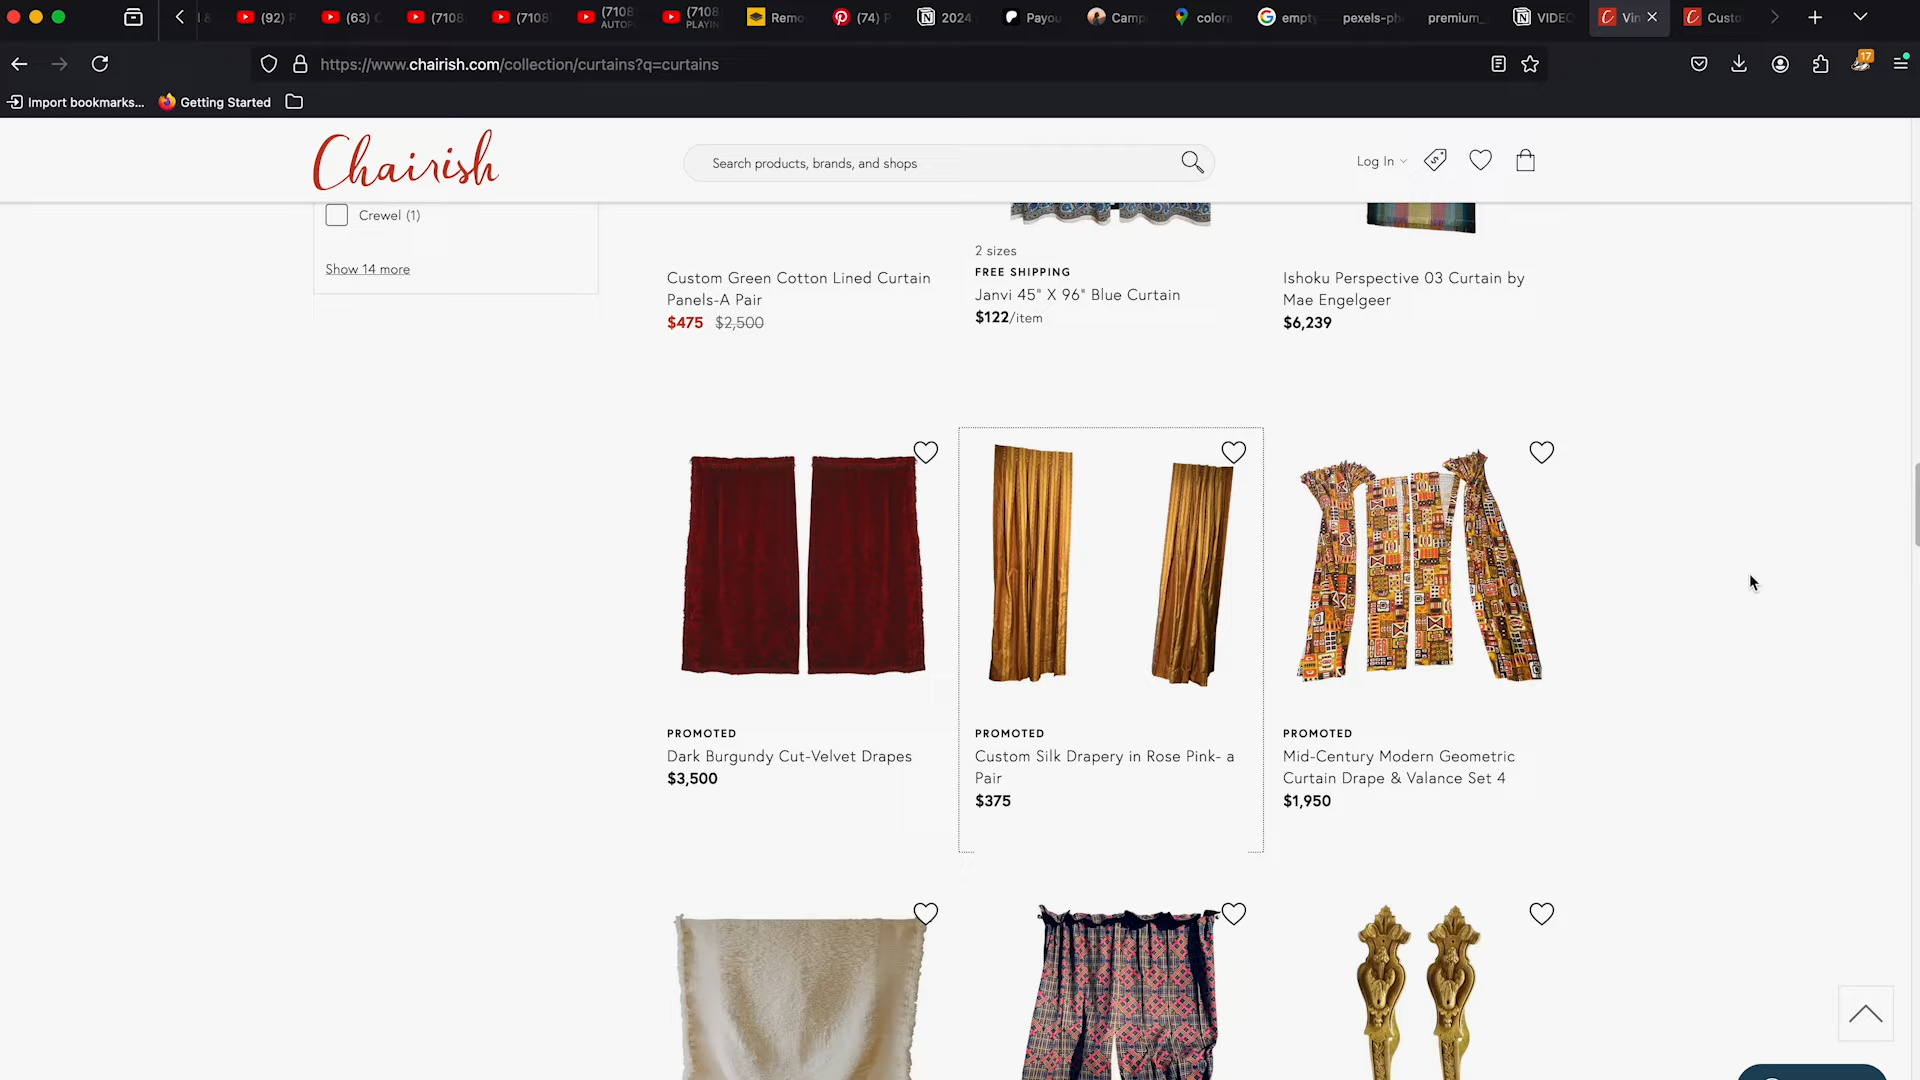 (92) P
(63) C
(7108
(7108
(7108
AUTOP
(7108
PLAYIN
Remo
(74) P
2024
Payou
Camp
colora
empty
pexels-ph
premium_
VIDEO
Vin
Custo
https://www.chairish.com/collection/curtains?q=curtains
17
Import bookmarks...
Getting Started
Chairish
Search products, brands, and shops
Log In
Crewel (1)
Show 14 more
Custom Green Cotton Lined Curtain
Panels-A Pair
$475 $2,500
2 sizes
FREE SHIPPING
Janvi 45" X 96" Blue Curtain
$122/item
Ishoku Perspective 03 Curtain by
Mae Engelgeer
$6,239
PROMOTED
Dark Burgundy Cut-Velvet Drapes
$3,500
PROMOTED
Custom Silk Drapery in Rose Pink- a
Pair
$375
PROMOTED
Mid-Century Modern Geometric
Curtain Drape & Valance Set 4
$1,950